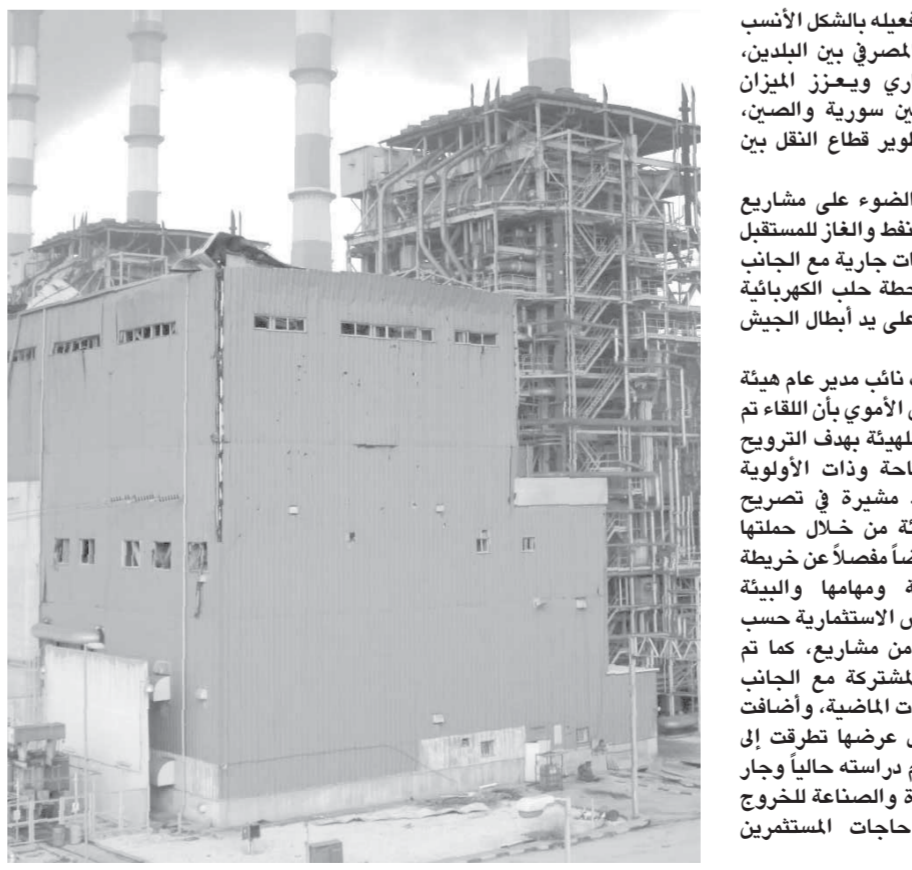 فعيله بالشكل الأنسب
لمصرفي بين البلدين،
اري ويعزز الميزان
ين سورية والصين،
لوير قطاع النقل بين
الضوء على مشاريع
نفط والغاز للمستقبل
ات جارية مع الجانب
حطة حلب الكهربائية
على يد أبطال الجيش
نائب مدير عام هيئة
الأموي بأن اللقاء تم
لهيئة بهدف الترويح
احة وذات الأولوية
مشيرة في تصريح
ئة من خلال حملتها
ضاً مفصلاً عن خريطة
ة ومهامها والبيئة
الاستثمارية حسب
من مشاريع، كما تم
لمشتركة مع الجانب
ات الماضية، وأضافت
عرضها تطرقت إلى
م دراسته حالياً وجار
ة والصناعة للخروج
حاجات المستثمرين